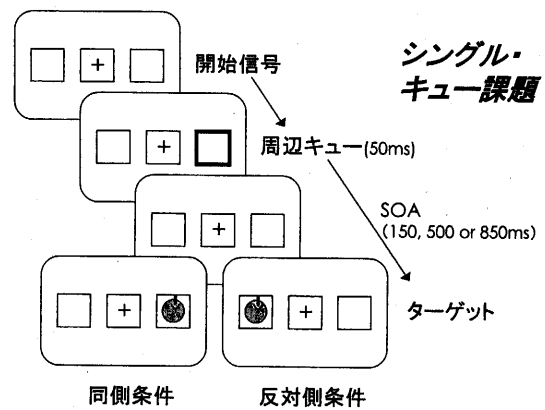 シングル・
キュー課題
開始信号
周辺キュー(50ms)
SOA
(150, 500 or 850ms)
ターゲット
同側条件
反対側条件